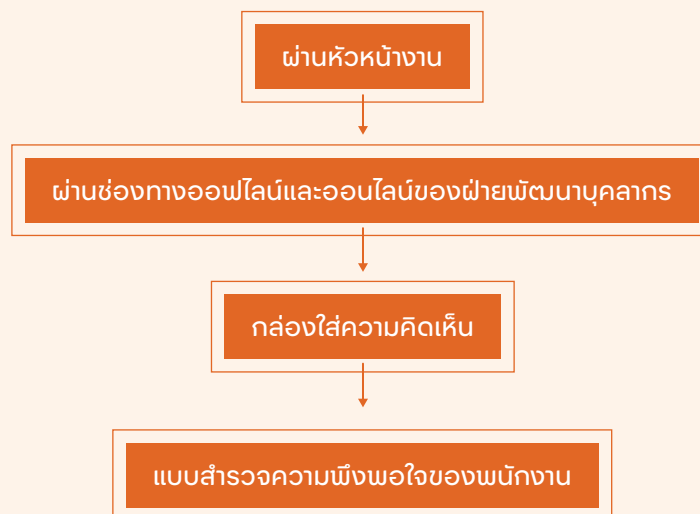 ผ่านหัวหน้างาน
ผ่านช่องทางออฟไลน์และออนไลน์ของฝ่ายพัฒนาบุคลากร
กล่องใส่ความคิดเห็น
แบบสำรวจความพึงพอใจของพนักงาน